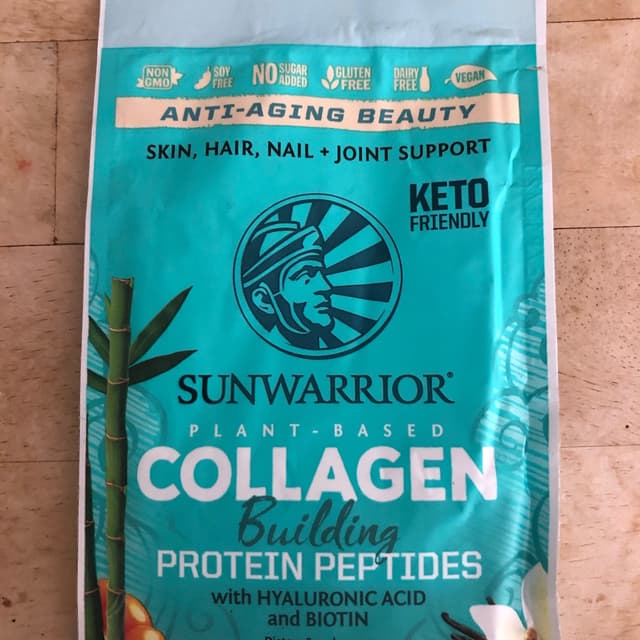 NON GMO
SOY FREE
NO SUGAR ADDED
GLUTEN FREE
DAIRY FREE
VEGAN
ANTI-AGING BEAUTY
SKIN, HAIR, NAIL + JOINT SUPPORT
KETO
FRIENDLY
SUNWARRIOR®
PLANT-BASED
COLLAGEN
Building
PROTEIN PEPTIDES
with HYALURONIC ACID
and BIOTIN